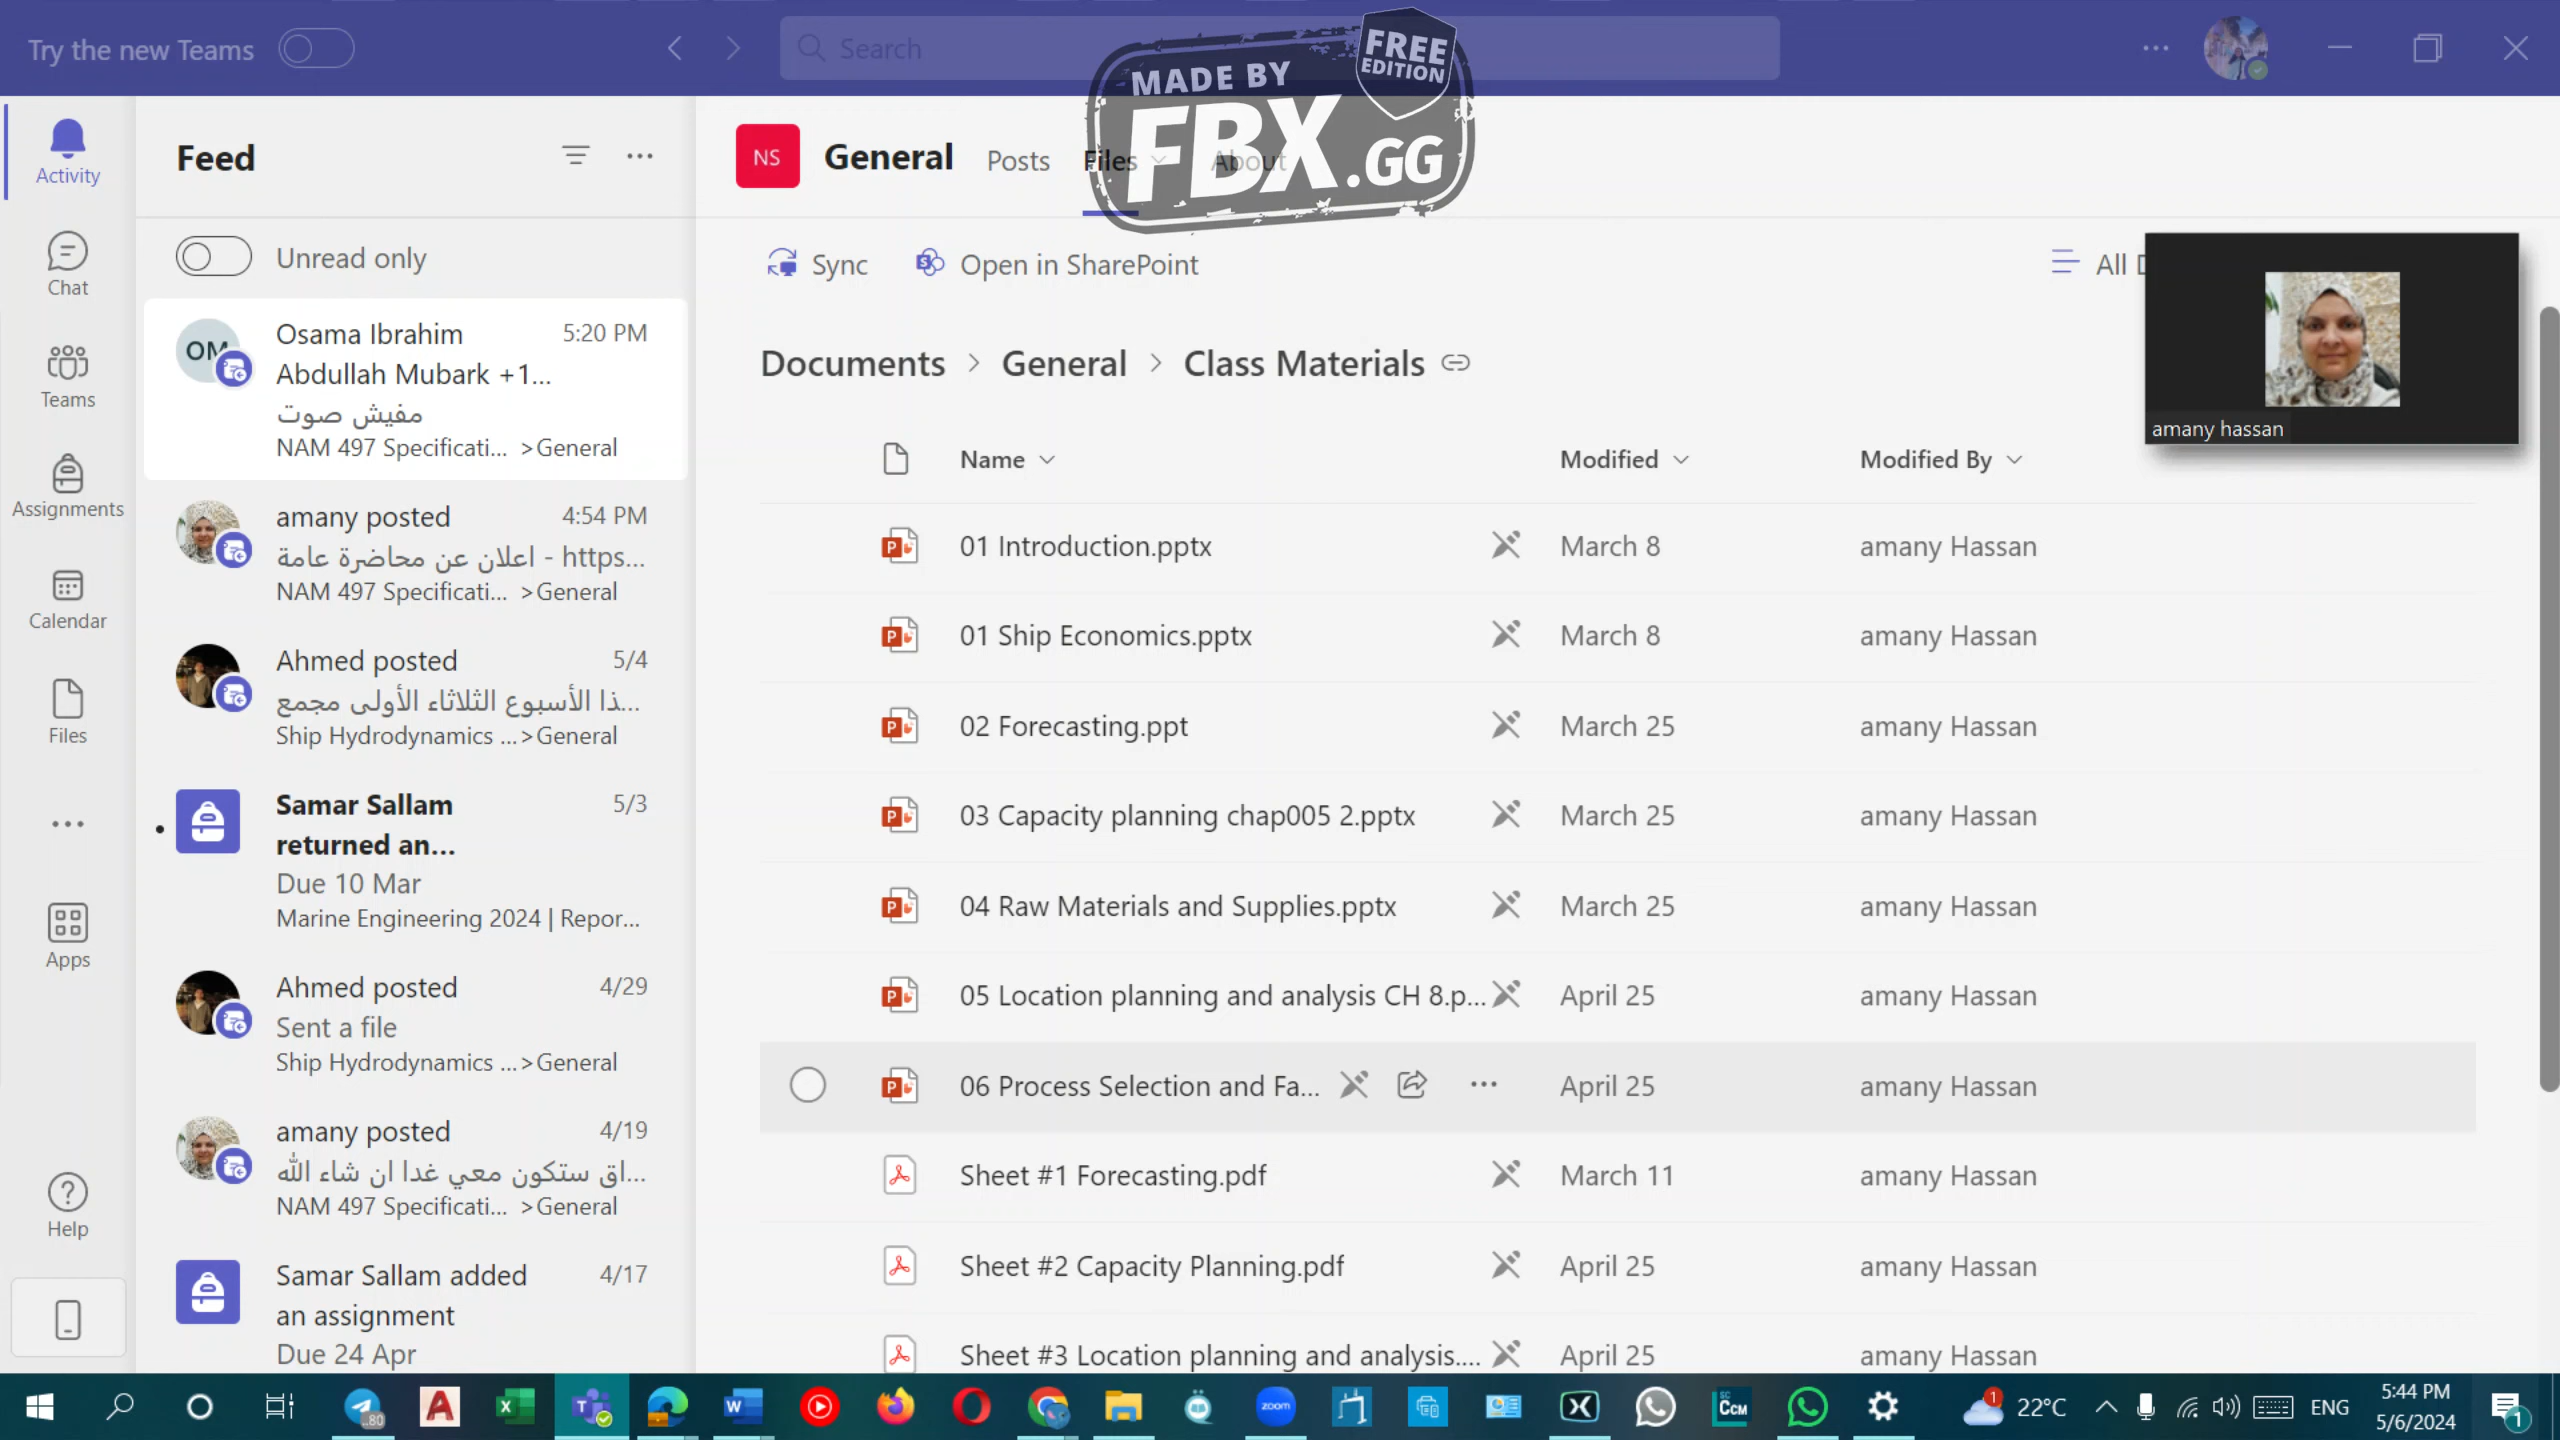 Try the new Teams
Search
MADE BY
FBX.GG
FREE
EDITION
Activity
Chat
Teams
Assignments
Calendar
Files
Apps
Help
Feed
Unread only
OM
Osama Ibrahim
5:20 PM
Abdullah Mubark +1...
مفيش صوت
NAM 497 Specificati... >General
amany posted
4:54 PM
اعلان عن محاضرة عامة - https...
NAM 497 Specificati... >General
Ahmed posted
5/4
...ذا الأسبوع الثلاثاء الأولى مجمع
Ship Hydrodynamics ...>General
Samar Sallam
5/3
returned an...
Due 10 Mar
Marine Engineering 2024 | Repor...
Ahmed posted
4/29
Sent a file
Ship Hydrodynamics ...>General
amany posted
4/19
...اق ستكون معي غدا ان شاء الله
NAM 497 Specificati... >General
Samar Sallam added
4/17
an assignment
Due 24 Apr
NS
General
Posts
Files
About
Sync
Open in SharePoint
All D
amany hassan
Documents > General > Class Materials
Name Modified Modified By
01 Introduction.pptx March 8 amany Hassan
01 Ship Economics.pptx March 8 amany Hassan
02 Forecasting.ppt March 25 amany Hassan
03 Capacity planning chap005 2.pptx March 25 amany Hassan
04 Raw Materials and Supplies.pptx March 25 amany Hassan
05 Location planning and analysis CH 8.p... April 25 amany Hassan
06 Process Selection and Fa... April 25 amany Hassan
Sheet #1 Forecasting.pdf March 11 amany Hassan
Sheet #2 Capacity Planning.pdf April 25 amany Hassan
Sheet #3 Location planning and analysis.... April 25 amany Hassan
..80
zoom
SC
CCM
1
22°C
ENG
5:44 PM
5/6/2024
1